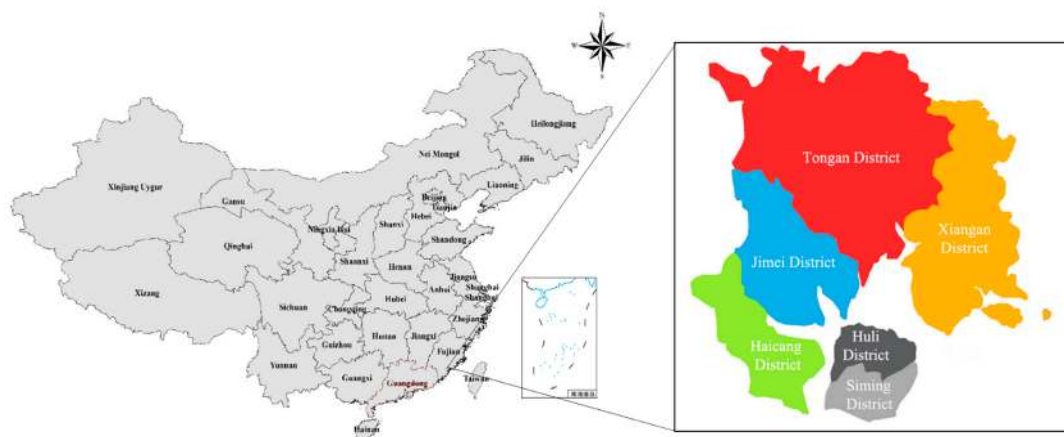 N
W
S
Heilongjiang
Nei Mongol
Jilin
Xinjiang Uygur
Liaoning
Gansu
Beijing
Tianjin
Hebei
Ningxia Hui
Shanxi
Shandong
Qinghai
Shaanxi
Henan
Jiangsu
Xizang
Anhui
Shanghai
Shanghai
Sichuan
Chongqing
Hubei
Zhejiang
Guizhou
Hunan
Jiangxi
Fujian
Yunnan
Guangxi
Guangdong
Taiwan
Hainan
Tongan District
Xiangan
District
Jimei District
Haicang
District
Huli
District
Siming
District